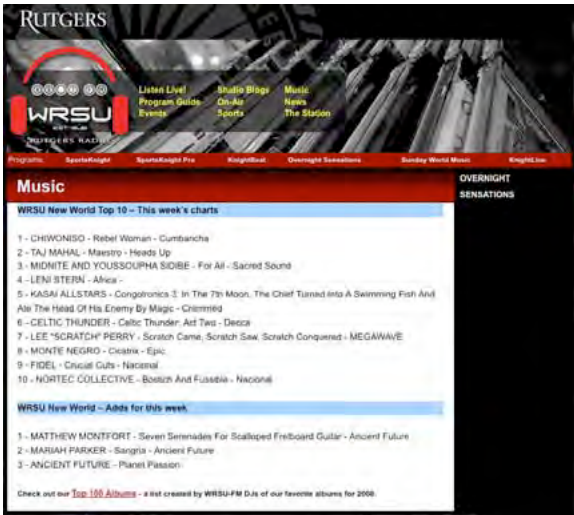 RUTGERS
WRSU
RUTGERS RADIO
Listen Live!
Program Guide
Events
Studio Blogs
On-Air
Sports
Music
News
The Station
Programs: SportsKnight SportsKnight Pro KnightBeat Overnight Sensations Sunday World Music KnightLine
Music
OVERNIGHT
SENSATIONS
WRSU New World Top 10 – This week's charts
1 - CHIWONISO - Rebel Woman - Cumbancha
2 - TAJ MAHAL - Maestro - Heads Up
3 - MIDNITE AND YOUSSOUPHA SIDIBE - For All - Sacred Sound
4 - LENI STERN - Africa -
5 - KASAI ALLSTARS - Congotronics 3: In The 7th Moon, The Chief Turned Into A Swimming Fish And
Ate The Head Of His Enemy By Magic - Crammed
6 - CELTIC THUNDER - Celtic Thunder: Act Two - Decca
7 - LEE "SCRATCH" PERRY - Scratch Came, Scratch Saw, Scratch Conquered - MEGAWAVE
8 - MONTE NEGRO - Cicatrix - Epic
9 - FIDEL - Crucial Cuts - Nacional
10 - NORTEC COLLECTIVE - Bostich And Fussible - Nacional
WRSU New World – Adds for this week
1 - MATTHEW MONTFORT - Seven Serenades For Scalloped Fretboard Guitar - Ancient Future
2 - MARIAH PARKER - Sangria - Ancient Future
3 - ANCIENT FUTURE - Planet Passion
Check out our Top 100 Albums - a list created by WRSU-FM DJs of our favorite albums for 2008.